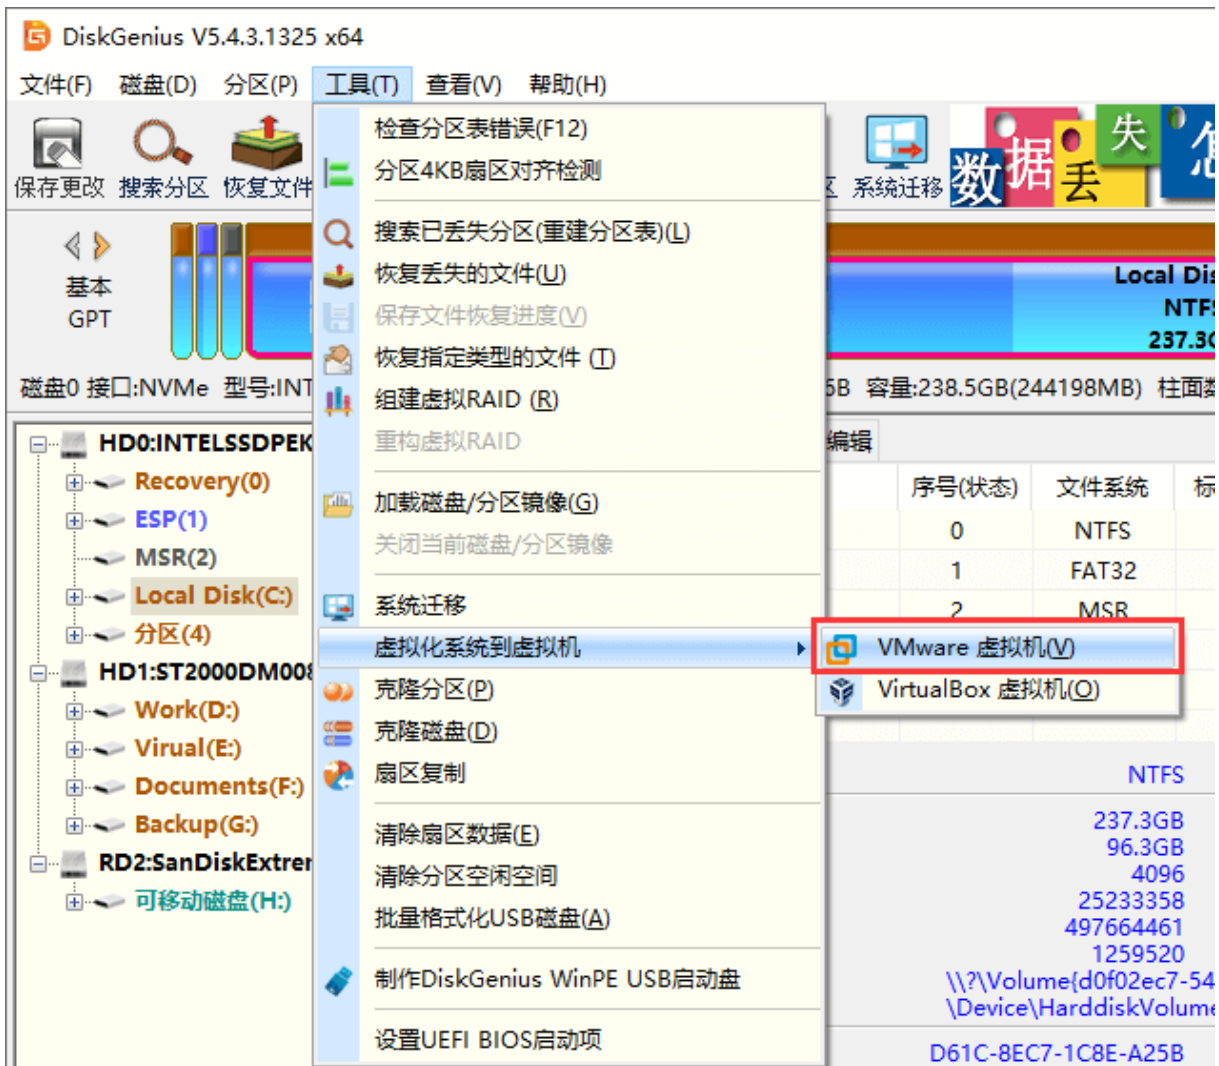 DiskGenius V5.4.3.1325 x64
文件(F) 磁盘(D) 分区(P) 工具(T) 查看(V) 帮助(H)
保存更改 搜索分区 恢复文件
系统迁移
数据丢失
基本
GPT
Local Dis
NTFS
237.3G
磁盘0 接口:NVMe 型号:INT
容量:238.5GB(244198MB) 柱面数
HD0:INTELSSDPEK
Recovery(0)
ESP(1)
MSR(2)
Local Disk(C:)
分区(4)
HD1:ST2000DM008
Work(D:)
Virual(E:)
Documents(F:)
Backup(G:)
RD2:SanDiskExtrer
可移动磁盘(H:)
检查分区表错误(F12)
分区4KB扇区对齐检测
搜索已丢失分区(重建分区表)(L)
恢复丢失的文件(U)
保存文件恢复进度(V)
恢复指定类型的文件 (T)
组建虚拟RAID (R)
重构虚拟RAID
加载磁盘/分区镜像(G)
关闭当前磁盘/分区镜像
系统迁移
虚拟化系统到虚拟机
克隆分区(P)
克隆磁盘(D)
扇区复制
清除扇区数据(E)
清除分区空闲空间
批量格式化USB磁盘(A)
制作DiskGenius WinPE USB启动盘
设置UEFI BIOS启动项
VMware 虚拟机(V)
VirtualBox 虚拟机(O)
编辑
序号(状态) 文件系统 标
0 NTFS
1 FAT32
2 MSR
NTFS
237.3GB
96.3GB
4096
25233358
497664461
1259520
\\?\Volume{d0f02ec7-54
\Device\HarddiskVolume
D61C-8EC7-1C8E-A25B